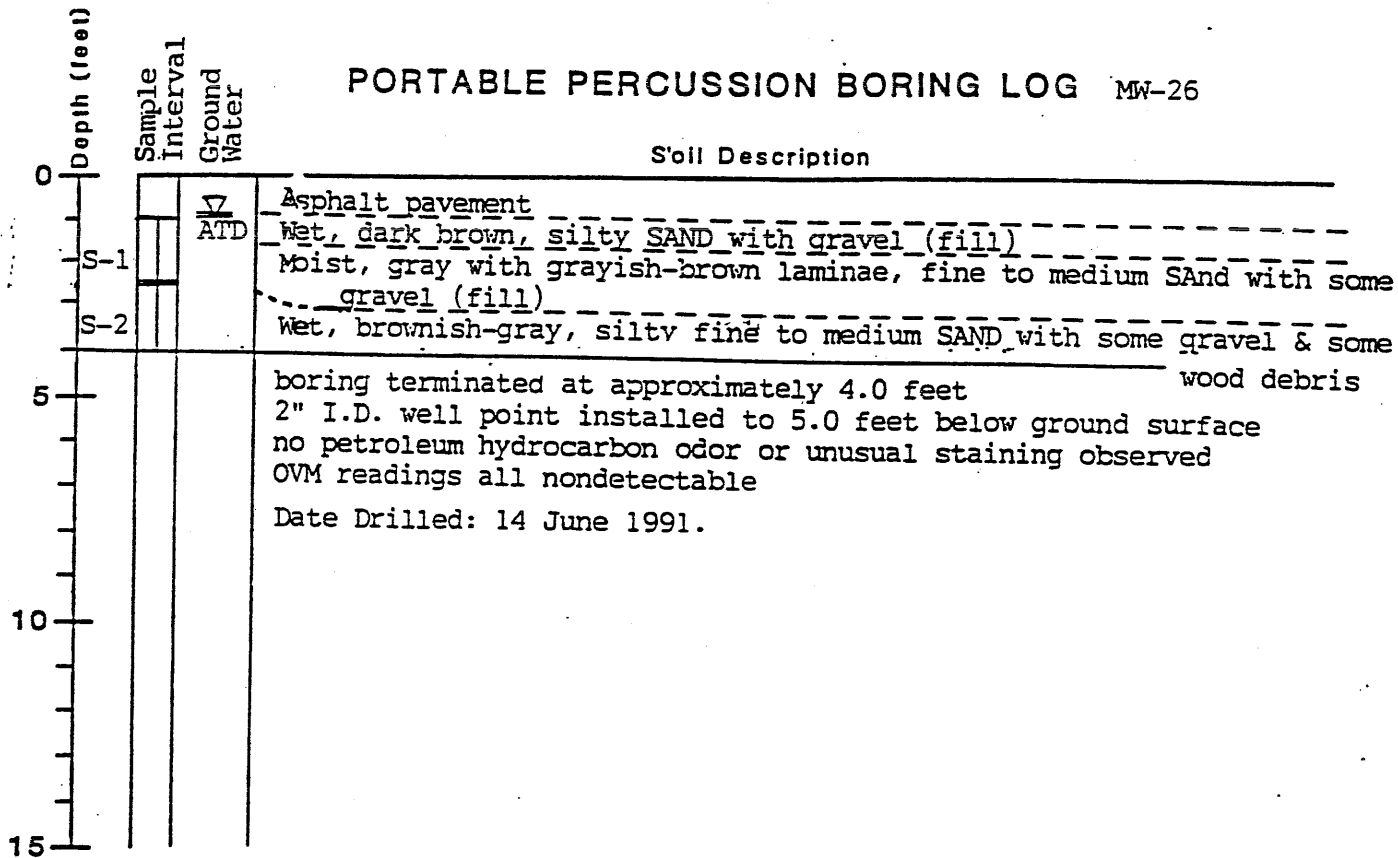 PORTABLE PERCUSSION BORING LOG MW-26
Depth (feet)
Sample Interval
Ground Water
Soil Description
0
▽ Asphalt pavement
ATD Wet, dark brown, silty SAND with gravel (fill)
S-1 Moist, gray with grayish-brown laminae, fine to medium SAnd with some
gravel (fill)
S-2 Wet, brownish-gray, silty fine to medium SAND with some gravel & some
wood debris
boring terminated at approximately 4.0 feet
5
2" I.D. well point installed to 5.0 feet below ground surface
no petroleum hydrocarbon odor or unusual staining observed
OVM readings all nondetectable
Date Drilled: 14 June 1991.
10
15